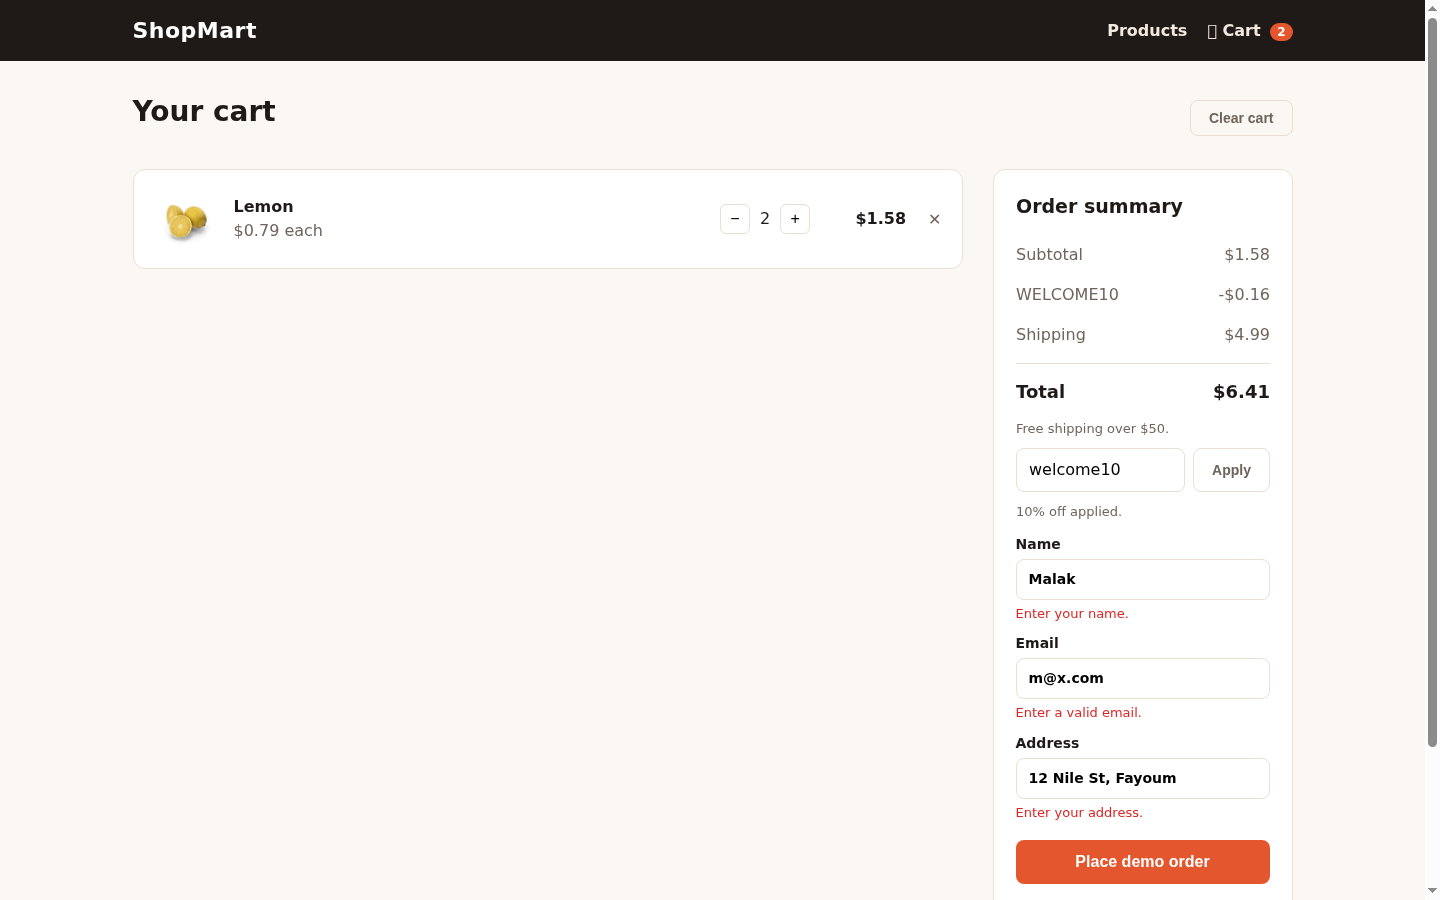 ShopMart
Products
Cart 2
Your cart
Clear cart
Lemon
$0.79 each
− 2 +
$1.58 ✕
Order summary
Subtotal $1.58
WELCOME10 -$0.16
Shipping $4.99
Total $6.41
Free shipping over $50.
welcome10 Apply
10% off applied.
Name
Malak
Enter your name.
Email
m@x.com
Enter a valid email.
Address
12 Nile St, Fayoum
Enter your address.
Place demo order